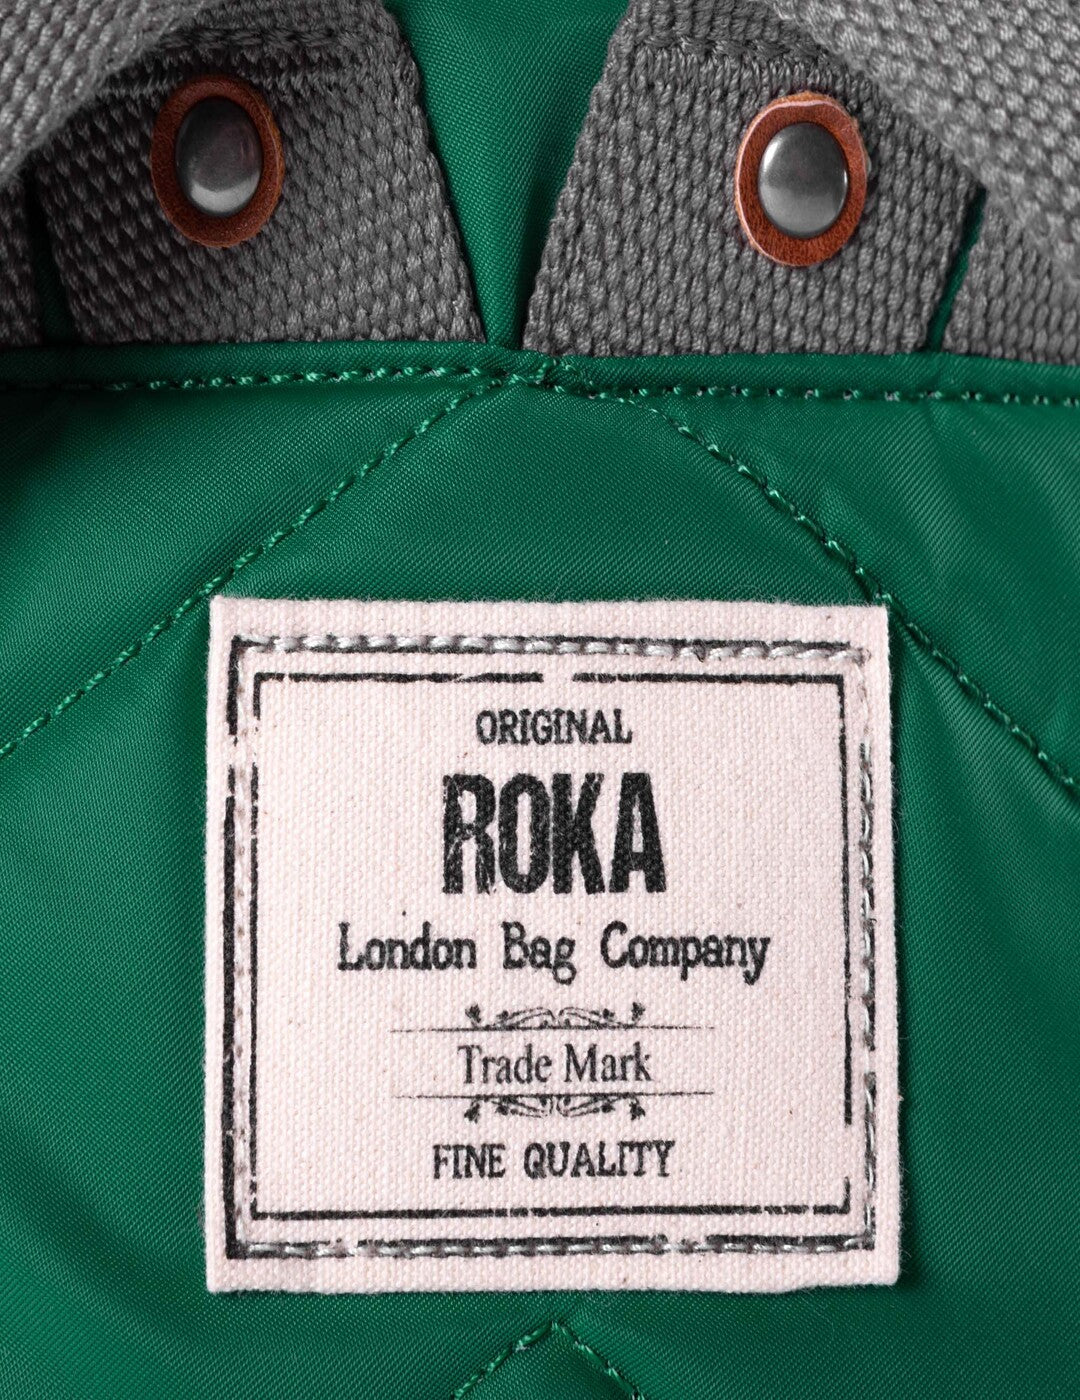 ORIGINAL
ROKA
London Bag Company
Trade Mark
FINE QUALITY